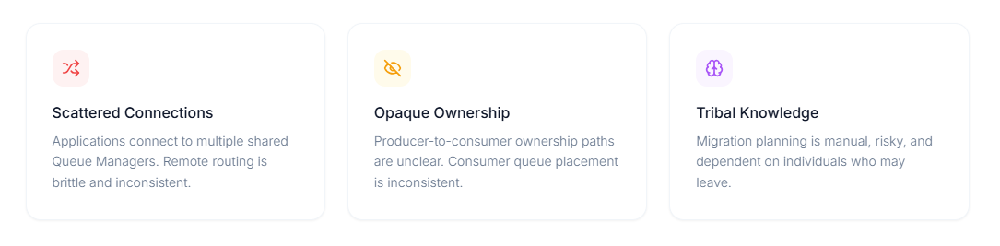 Scattered Connections
Applications connect to multiple shared
Queue Managers. Remote routing is
brittle and inconsistent.
Opaque Ownership
Producer-to-consumer ownership paths
are unclear. Consumer queue placement
is inconsistent.
Tribal Knowledge
Migration planning is manual, risky, and
dependent on individuals who may
leave.